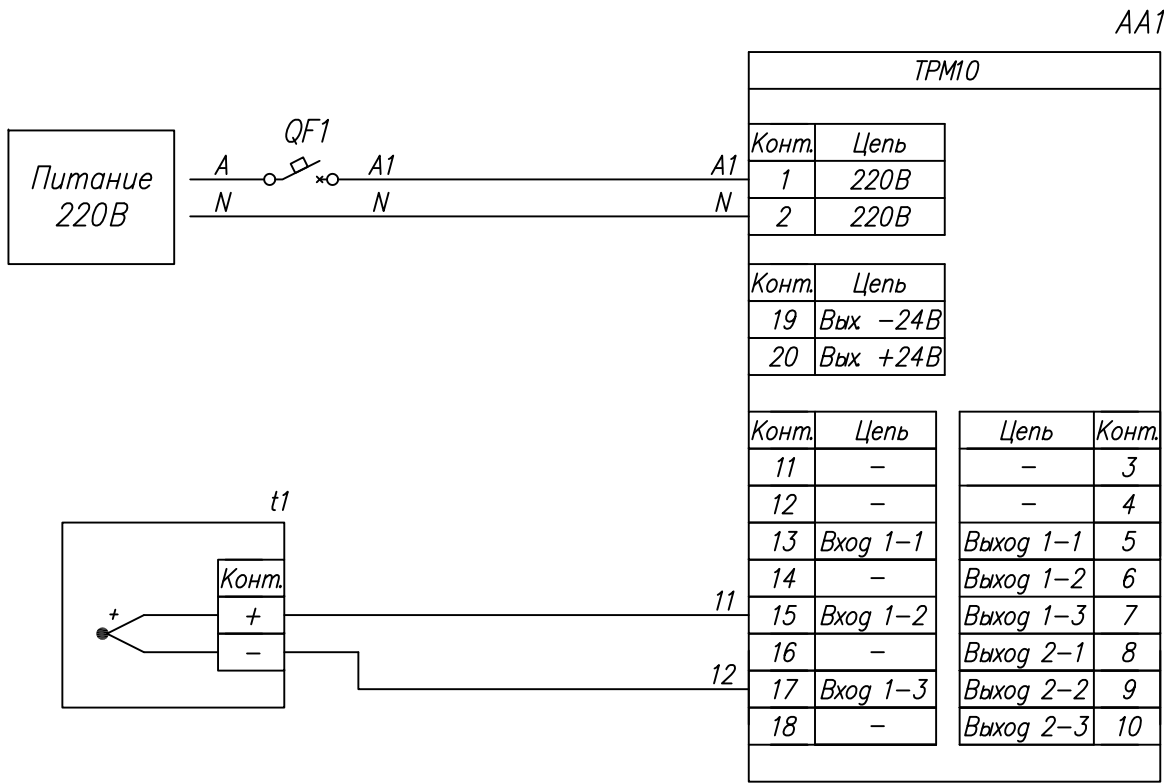 AA1
ТРМ10
Питание
220В
QF1
A A1 A1
N N N
Конт. Цепь
1 220В
2 220В
Конт. Цепь
19 Вых. -24В
20 Вых. +24В
Конт. Цепь Цепь Конт.
11 - - 3
12 - - 4
13 Вход 1-1 Выход 1-1 5
14 - Выход 1-2 6
15 Вход 1-2 Выход 1-3 7
16 - Выход 2-1 8
17 Вход 1-3 Выход 2-2 9
18 - Выход 2-3 10
t1
Конт.
+ +
-
11
12